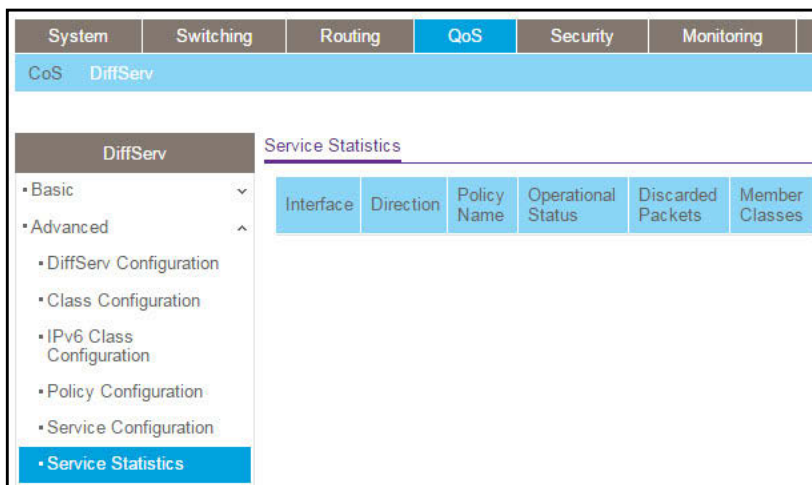 System Switching Routing QoS Security Monitoring
CoS DiffServ
DiffServ
Basic
Advanced
DiffServ Configuration
Class Configuration
IPv6 Class
Configuration
Policy Configuration
Service Configuration
Service Statistics
Service Statistics
Interface Direction Policy Name Operational Status Discarded Packets Member Classes